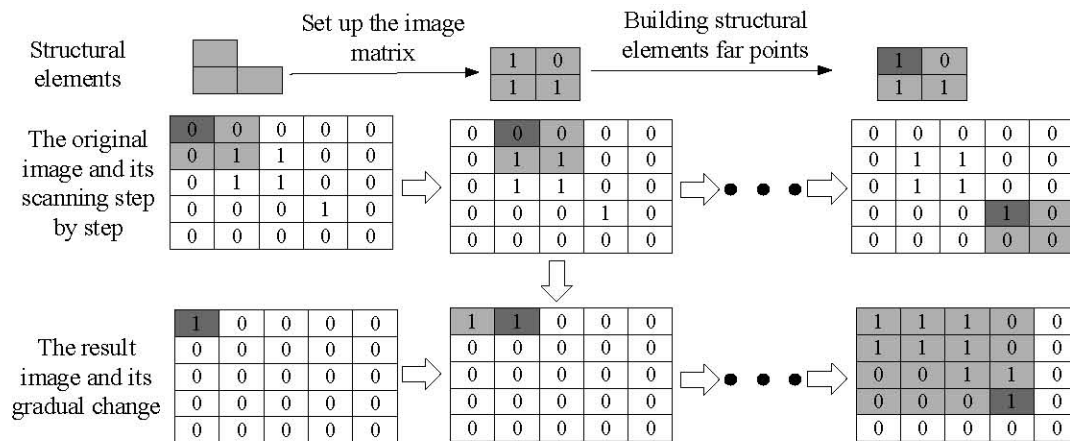 Structural
elements
Set up the image
matrix
1 0
1 1
Building structural
elements far points
1 0
1 1
The original
image and its
scanning step
by step
0 0 0 0 0
0 1 1 0 0
0 1 1 0 0
0 0 0 1 0
0 0 0 0 0
0 0 0 0 0
0 1 1 0 0
0 1 1 0 0
0 0 0 1 0
0 0 0 0 0
0 0 0 0 0
0 1 1 0 0
0 1 1 0 0
0 0 0 1 0
0 0 0 0 0
The result
image and its
gradual change
1 0 0 0 0
0 0 0 0 0
0 0 0 0 0
0 0 0 0 0
0 0 0 0 0
1 1 0 0 0
0 0 0 0 0
0 0 0 0 0
0 0 0 0 0
0 0 0 0 0
1 1 1 0 0
1 1 1 0 0
0 0 1 1 0
0 0 0 1 0
0 0 0 0 0